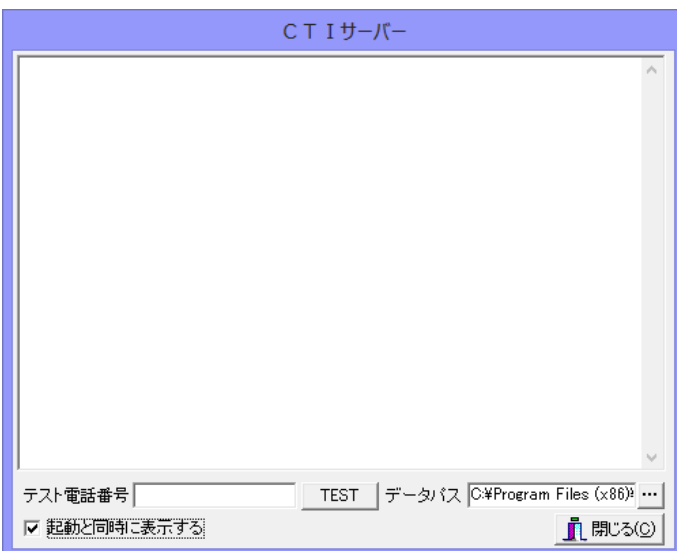 ＣＴＩサーバー
テスト電話番号 TEST データパス C:¥Program Files (x86)¥ ...
起動と同時に表示する 閉じる(C)